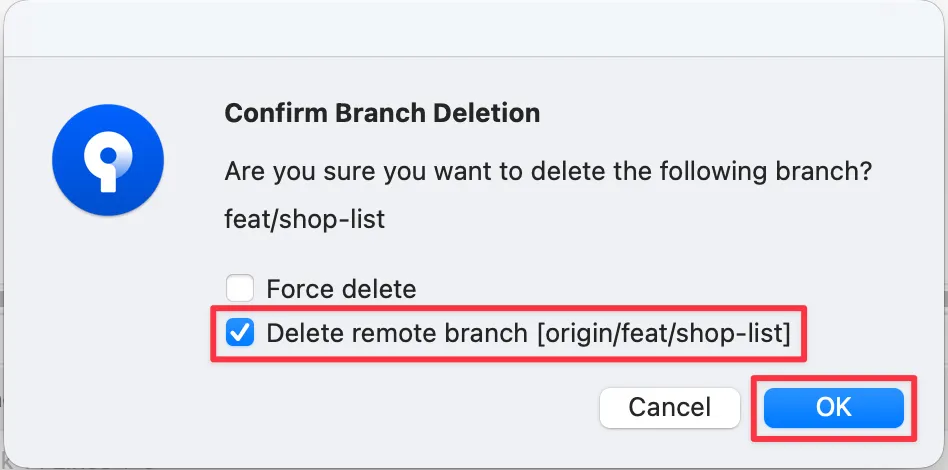 Confirm Branch Deletion
Are you sure you want to delete the following branch?
feat/shop-list
Force delete
Delete remote branch [origin/feat/shop-list]
Cancel
OK